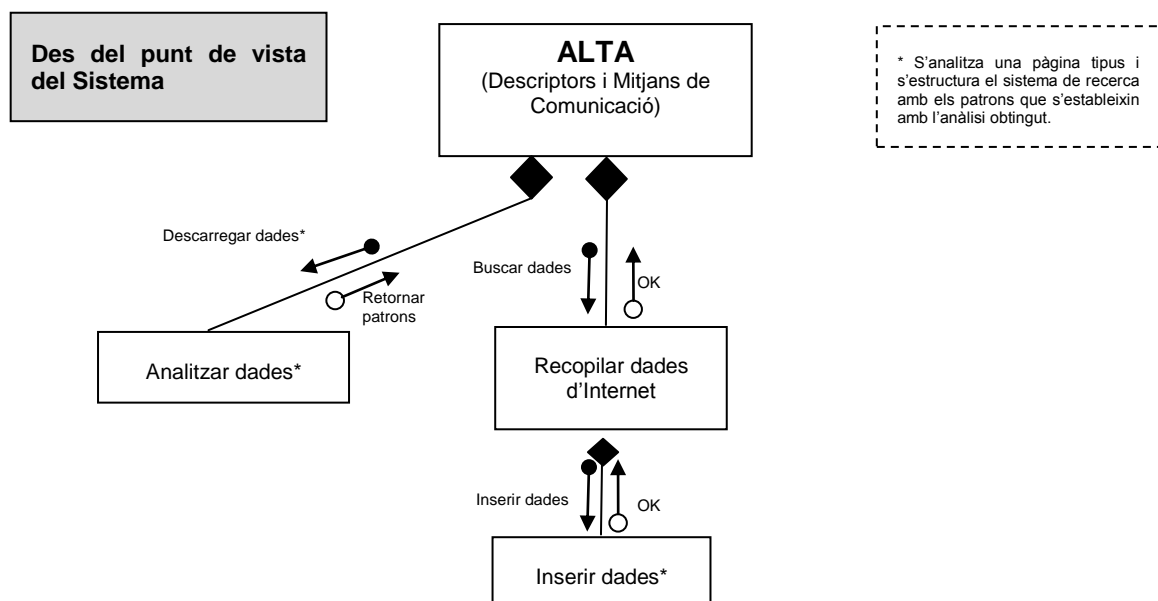 Des del punt de vista
del Sistema
ALTA
(Descriptors i Mitjans de
Comunicació)
* S'analitza una pàgina tipus i
s'estructura el sistema de recerca
amb els patrons que s'estableixin
amb l'anàlisi obtingut.
Descarregar dades*
Retornar
patrons
Buscar dades
OK
Analitzar dades*
Recopilar dades
d'Internet
Inserir dades
OK
Inserir dades*